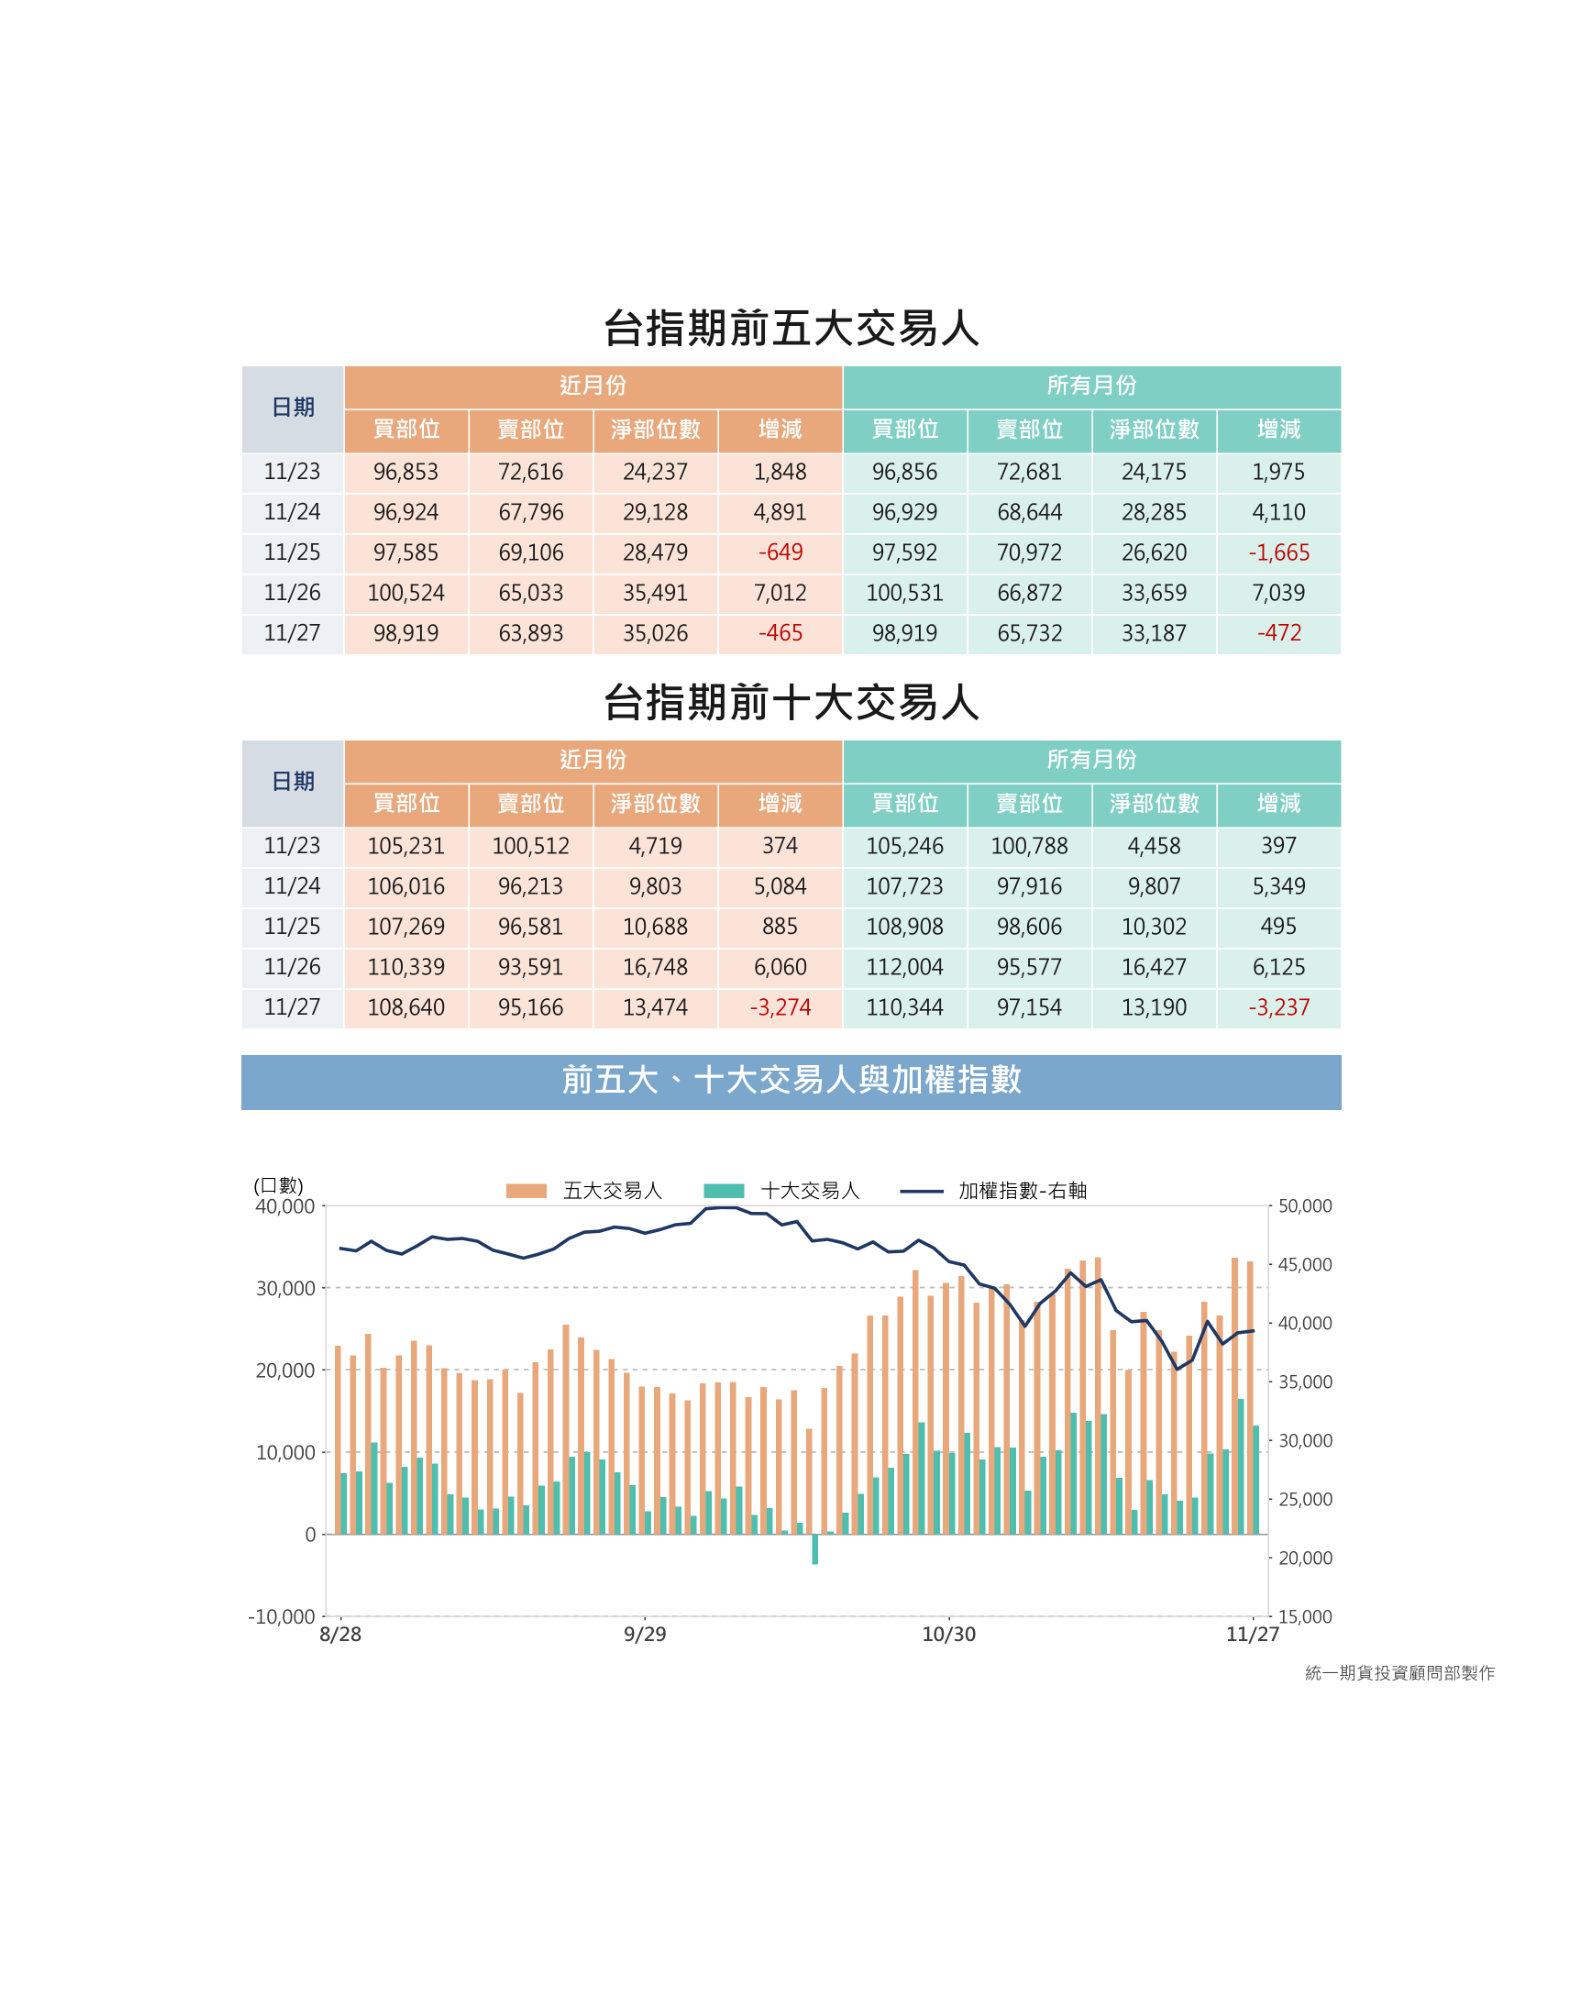 台指期前五大交易人
日期 近月份 所有月份
買部位 賣部位 淨部位數 增減 買部位 賣部位 淨部位數 增減
11/23 96,853 72,616 24,237 1,848 96,856 72,681 24,175 1,975
11/24 96,924 67,796 29,128 4,891 96,929 68,644 28,285 4,110
11/25 97,585 69,106 28,479 -649 97,592 70,972 26,620 -1,665
11/26 100,524 65,033 35,491 7,012 100,531 66,872 33,659 7,039
11/27 98,919 63,893 35,026 -465 98,919 65,732 33,187 -472
台指期前十大交易人
日期 近月份 所有月份
買部位 賣部位 淨部位數 增減 買部位 賣部位 淨部位數 增減
11/23 105,231 100,512 4,719 374 105,246 100,788 4,458 397
11/24 106,016 96,213 9,803 5,084 107,723 97,916 9,807 5,349
11/25 107,269 96,581 10,688 885 108,908 98,606 10,302 495
11/26 110,339 93,591 16,748 6,060 112,004 95,577 16,427 6,125
11/27 108,640 95,166 13,474 -3,274 110,344 97,154 13,190 -3,237
前五大、十大交易人與加權指數
(口數) 五大交易人 十大交易人 加權指數-右軸
40,000 50,000
45,000
30,000
40,000
20,000 35,000
10,000 30,000
25,000
0
20,000
-10,000 15,000
8/28 9/29 10/30 11/27
統一期貨投資顧問部製作